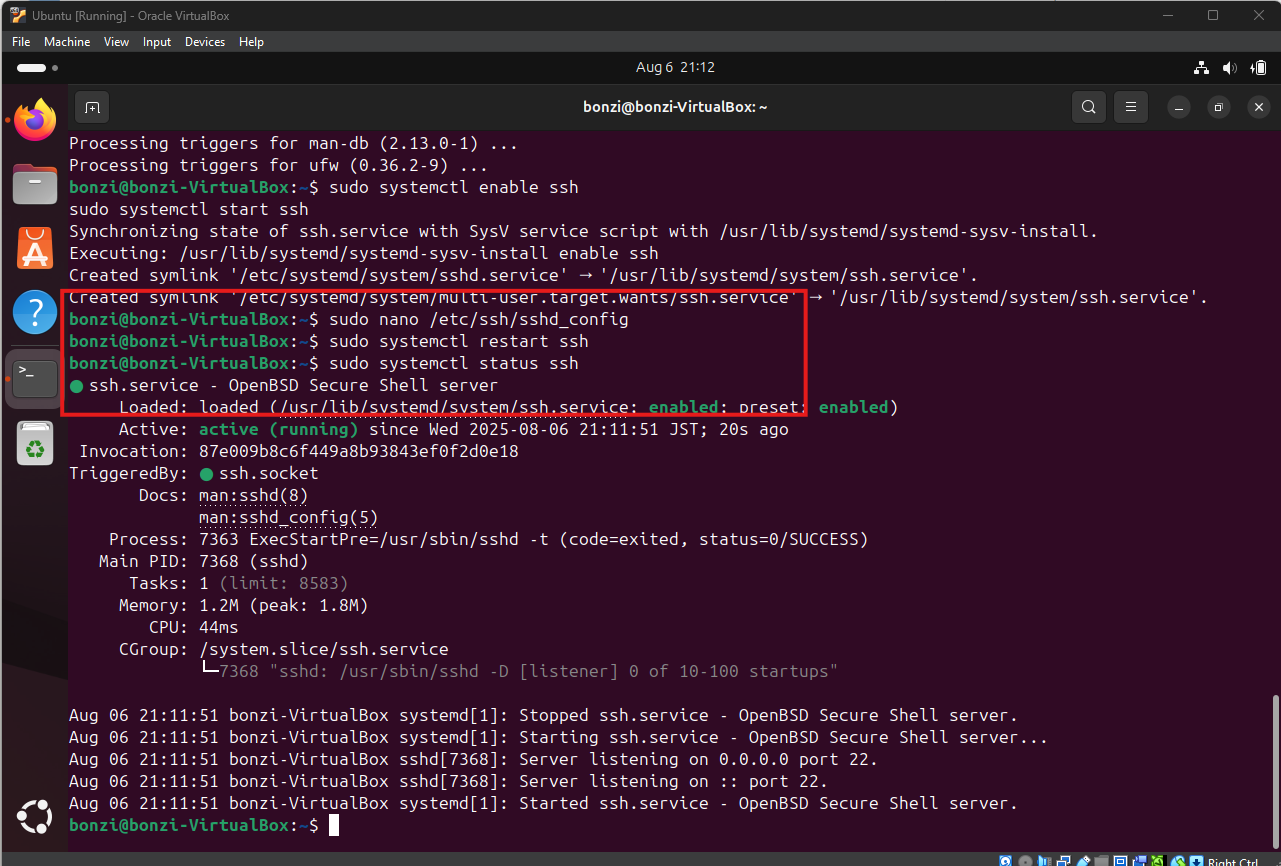 Ubuntu [Running] - Oracle VirtualBox
File Machine View Input Devices Help
Aug 6 21:12
bonzi@bonzi-VirtualBox: ~
Processing triggers for man-db (2.13.0-1) ...
Processing triggers for ufw (0.36.2-9) ...
bonzi@bonzi-VirtualBox:~$ sudo systemctl enable ssh
sudo systemctl start ssh
Synchronizing state of ssh.service with SysV service script with /usr/lib/systemd/systemd-sysv-install.
Executing: /usr/lib/systemd/systemd-sysv-install enable ssh
Created symlink '/etc/systemd/system/sshd.service' → '/usr/lib/systemd/system/ssh.service'.
Created symlink '/etc/systemd/system/multi-user.target.wants/ssh.service' → '/usr/lib/systemd/system/ssh.service'.
bonzi@bonzi-VirtualBox:~$ sudo nano /etc/ssh/sshd_config
bonzi@bonzi-VirtualBox:~$ sudo systemctl restart ssh
bonzi@bonzi-VirtualBox:~$ sudo systemctl status ssh
● ssh.service - OpenBSD Secure Shell server
Loaded: loaded (/usr/lib/systemd/system/ssh.service; enabled; preset: enabled)
Active: active (running) since Wed 2025-08-06 21:11:51 JST; 20s ago
Invocation: 87e009b8c6f449a8b93843ef0f2d0e18
TriggeredBy: ● ssh.socket
Docs: man:sshd(8)
man:sshd_config(5)
Process: 7363 ExecStartPre=/usr/sbin/sshd -t (code=exited, status=0/SUCCESS)
Main PID: 7368 (sshd)
Tasks: 1 (limit: 8583)
Memory: 1.2M (peak: 1.8M)
CPU: 44ms
CGroup: /system.slice/ssh.service
└─7368 "sshd: /usr/sbin/sshd -D [listener] 0 of 10-100 startups"
Aug 06 21:11:51 bonzi-VirtualBox systemd[1]: Stopped ssh.service - OpenBSD Secure Shell server.
Aug 06 21:11:51 bonzi-VirtualBox systemd[1]: Starting ssh.service - OpenBSD Secure Shell server...
Aug 06 21:11:51 bonzi-VirtualBox sshd[7368]: Server listening on 0.0.0.0 port 22.
Aug 06 21:11:51 bonzi-VirtualBox sshd[7368]: Server listening on :: port 22.
Aug 06 21:11:51 bonzi-VirtualBox systemd[1]: Started ssh.service - OpenBSD Secure Shell server.
bonzi@bonzi-VirtualBox:~$
Right Ctrl